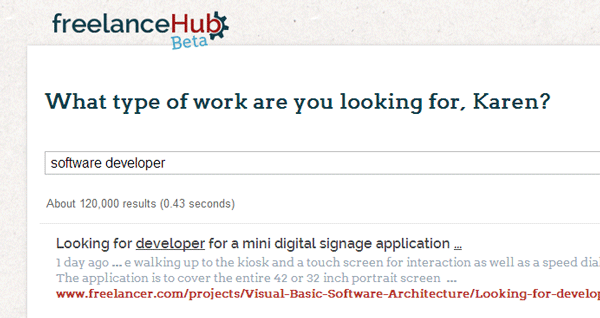 freelanceHub
Beta
What type of work are you looking for, Karen?
software developer
About 120,000 results (0.43 seconds)
Looking for developer for a mini digital signage application ...
1 day ago ... e walking up to the kiosk and a touch screen for interaction as well as a speed
The application is to cover the entire 42 or 32 inch portrait screen ...
www.freelancer.com/projects/Visual-Basic-Software-Architecture/Looking-for-develop